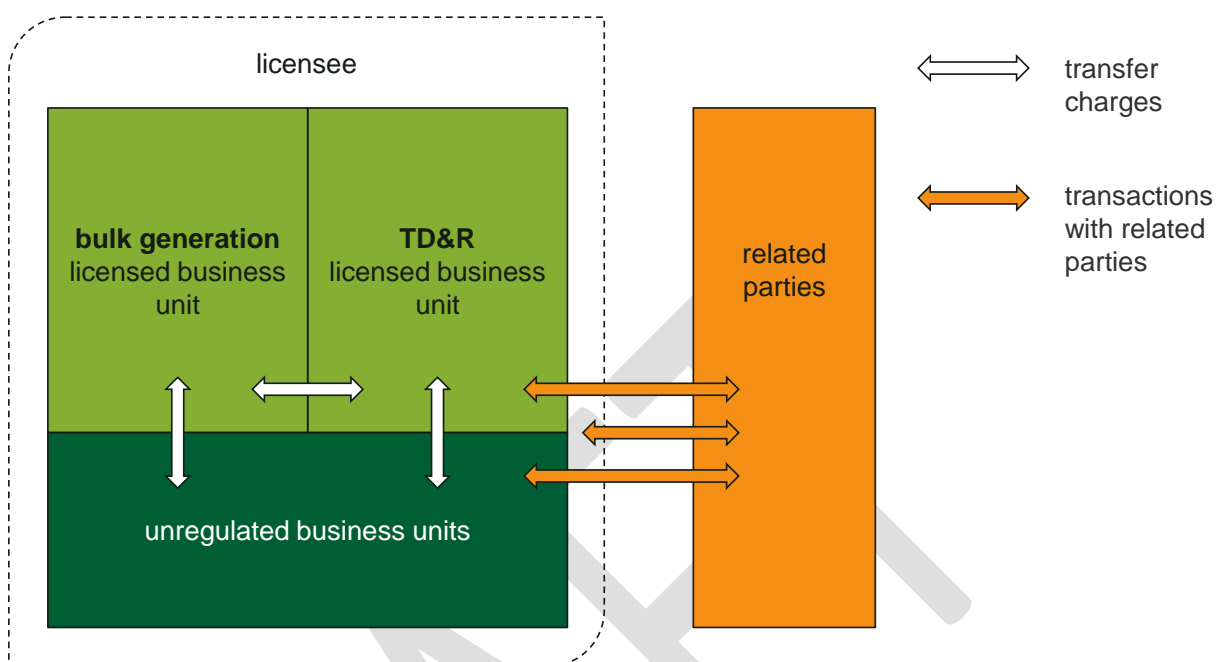 licensee
transfer
charges
transactions
with related
parties
bulk generation
licensed business
unit
TD&R
licensed business
unit
related
parties
unregulated business units